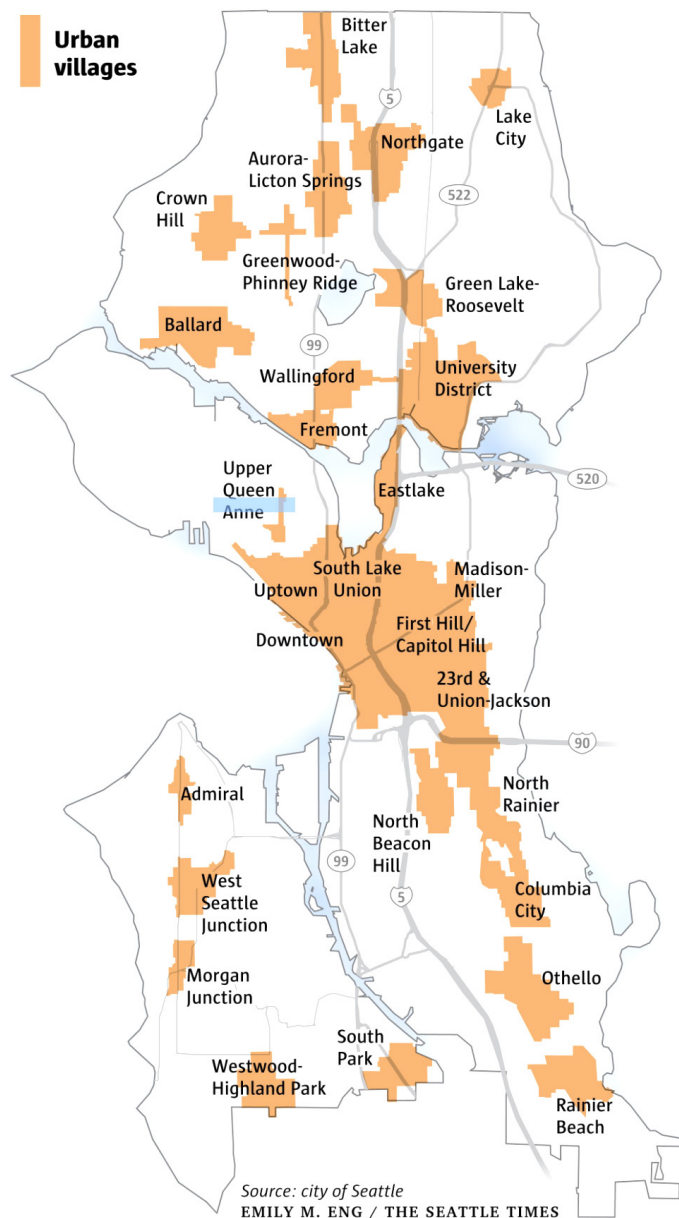 Urban
villages
Bitter
Lake
5
Lake
City
Northgate
Aurora-
Licton Springs
522
Crown
Hill
Greenwood-
Phinney Ridge
Green Lake-
Roosevelt
Ballard
99
Wallingford
University
District
Fremont
Upper
Queen
Anne
520
Eastlake
South Lake
Union
Madison-
Miller
Uptown
First Hill/
Capitol Hill
Downtown
23rd &
Union-Jackson
90
North
Rainier
Admiral
North
Beacon
Hill
99
5
West
Seattle
Junction
Columbia
City
Morgan
Junction
Othello
South
Park
Westwood-
Highland Park
Rainier
Beach
Source: city of Seattle
EMILY M. ENG / THE SEATTLE TIMES